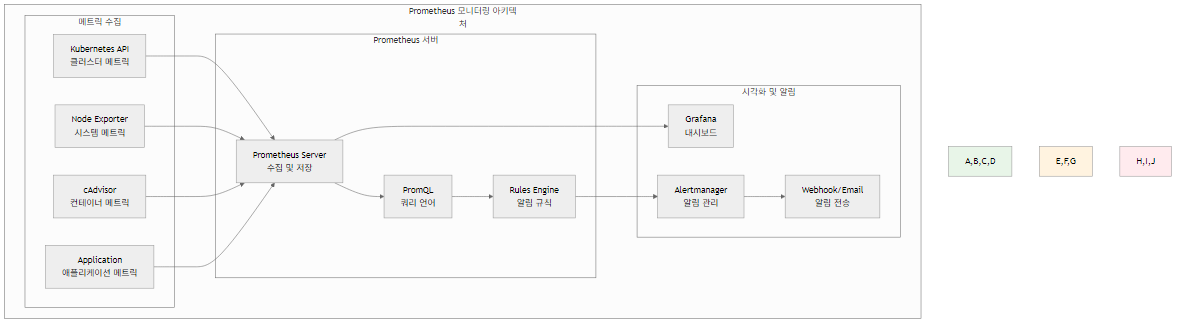 Prometheus 모니터링 아키텍
처
메트릭 수집
Kubernetes API
클러스터 메트릭
Node Exporter
시스템 메트릭
cAdvisor
컨테이너 메트릭
Application
애플리케이션 메트릭
Prometheus 서버
Prometheus Server
수집 및 저장
PromQL
쿼리 언어
Rules Engine
알림 규칙
시각화 및 알림
Grafana
대시보드
Alertmanager
알림 관리
Webhook/Email
알림 전송
A,B,C,D
E,F,G
H,I,J